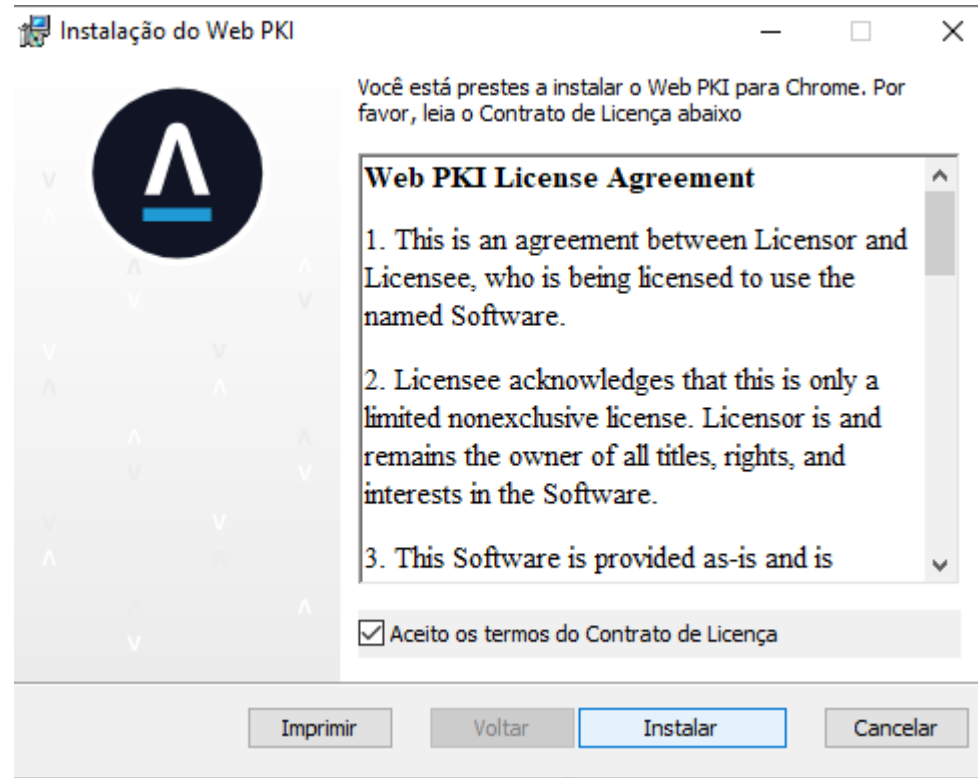 Instalação do Web PKI
Você está prestes a instalar o Web PKI para Chrome. Por
favor, leia o Contrato de Licença abaixo
Web PKI License Agreement
1. This is an agreement between Licensor and
Licensee, who is being licensed to use the
named Software.
2. Licensee acknowledges that this is only a
limited nonexclusive license. Licensor is and
remains the owner of all titles, rights, and
interests in the Software.
3. This Software is provided as-is and is
Aceito os termos do Contrato de Licença
Imprimir
Voltar
Instalar
Cancelar